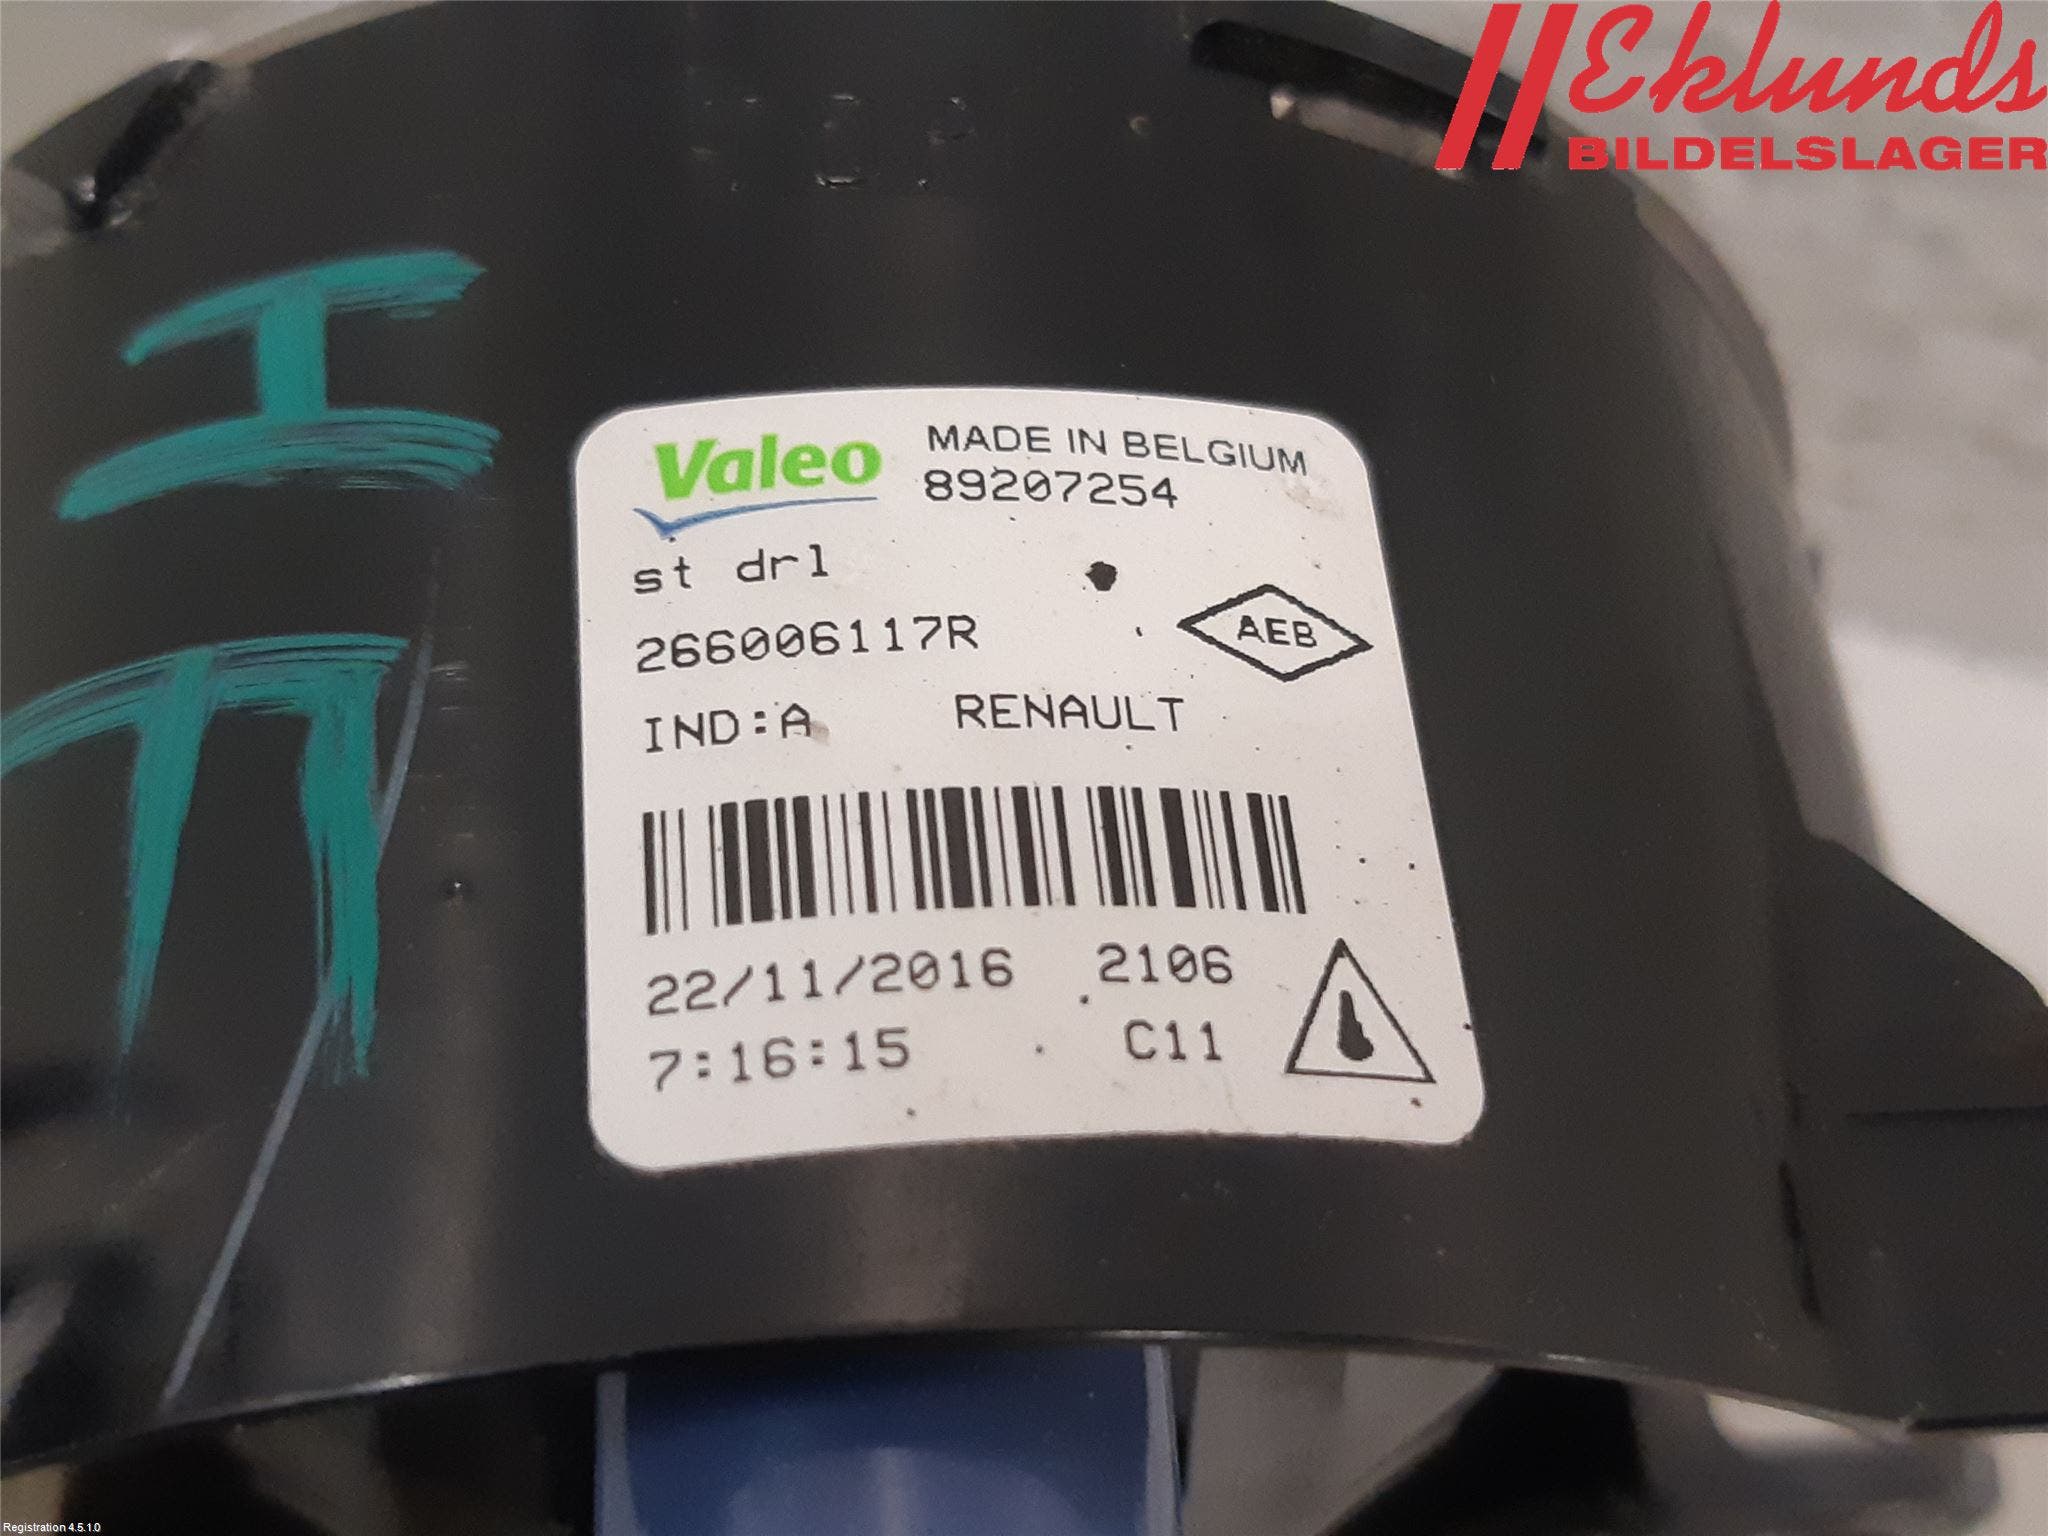 Eklunds
BILDELSLAGER
TOP
Valeo MADE IN BELGIUM
89207254
st drl
266006117R
AEB
IND:A RENAULT
22/11/2016 2106
7:16:15 C11
Registration 4.5.1.0